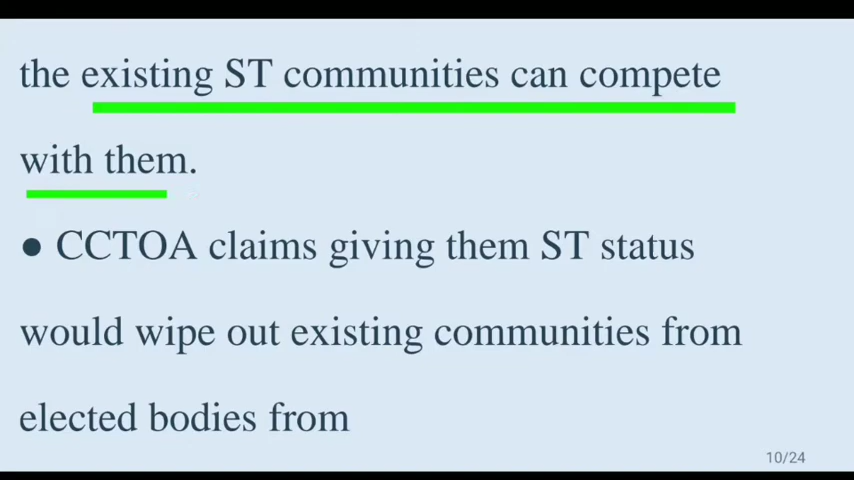 the existing ST communities can compete
with them.
● CCTOA claims giving them ST status
would wipe out existing communities from
elected bodies from
10/24